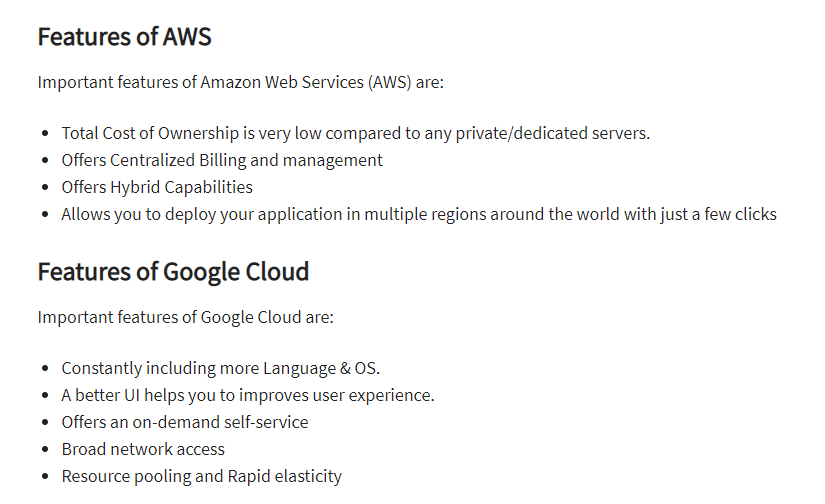 Features of AWS
Important features of Amazon Web Services (AWS) are:
• Total Cost of Ownership is very low compared to any private/dedicated servers.
• Offers Centralized Billing and management
• Offers Hybrid Capabilities
• Allows you to deploy your application in multiple regions around the world with just a few clicks
Features of Google Cloud
Important features of Google Cloud are:
• Constantly including more Language & OS.
• A better UI helps you to improves user experience.
• Offers an on-demand self-service
• Broad network access
• Resource pooling and Rapid elasticity